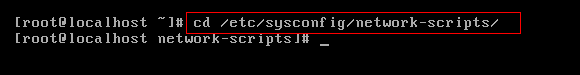 [root@localhost ~]# cd /etc/sysconfig/network-scripts/
[root@localhost network-scripts]# _